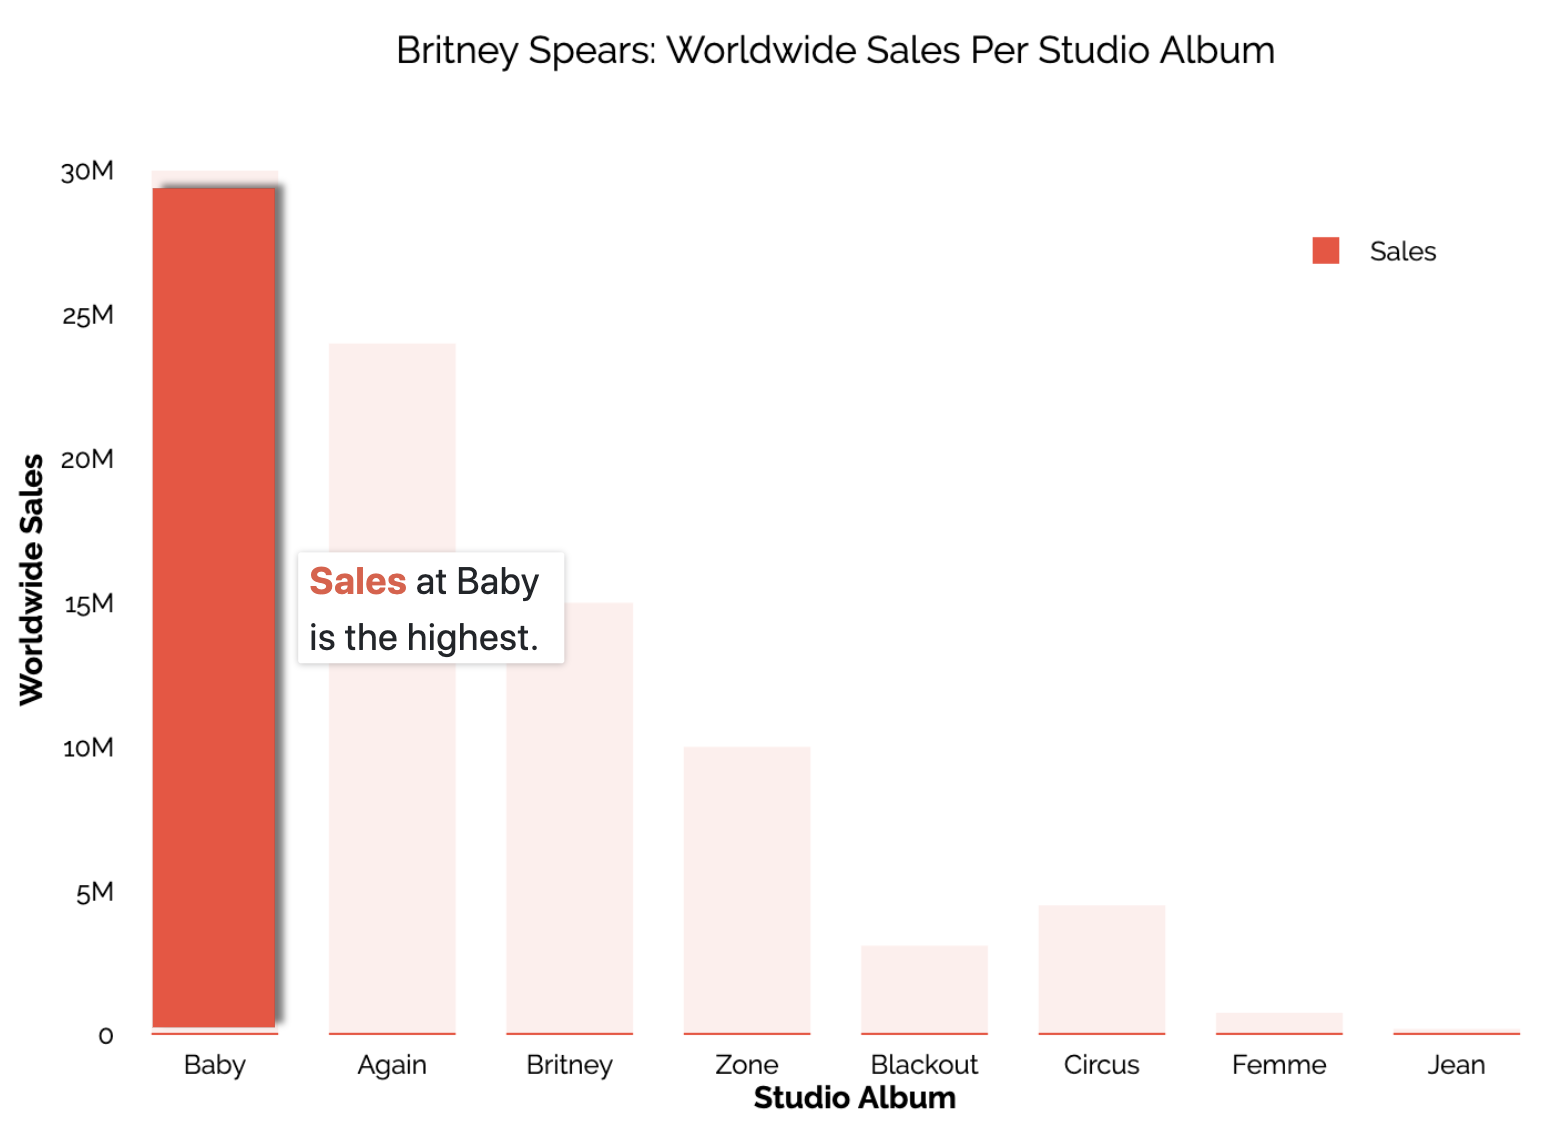 Britney Spears: Worldwide Sales Per Studio Album
30M
25M
20M
15M
10M
5M
0
Worldwide Sales
Sales
Sales at Baby
is the highest.
Baby Again Britney Zone Blackout Circus Femme Jean
Studio Album